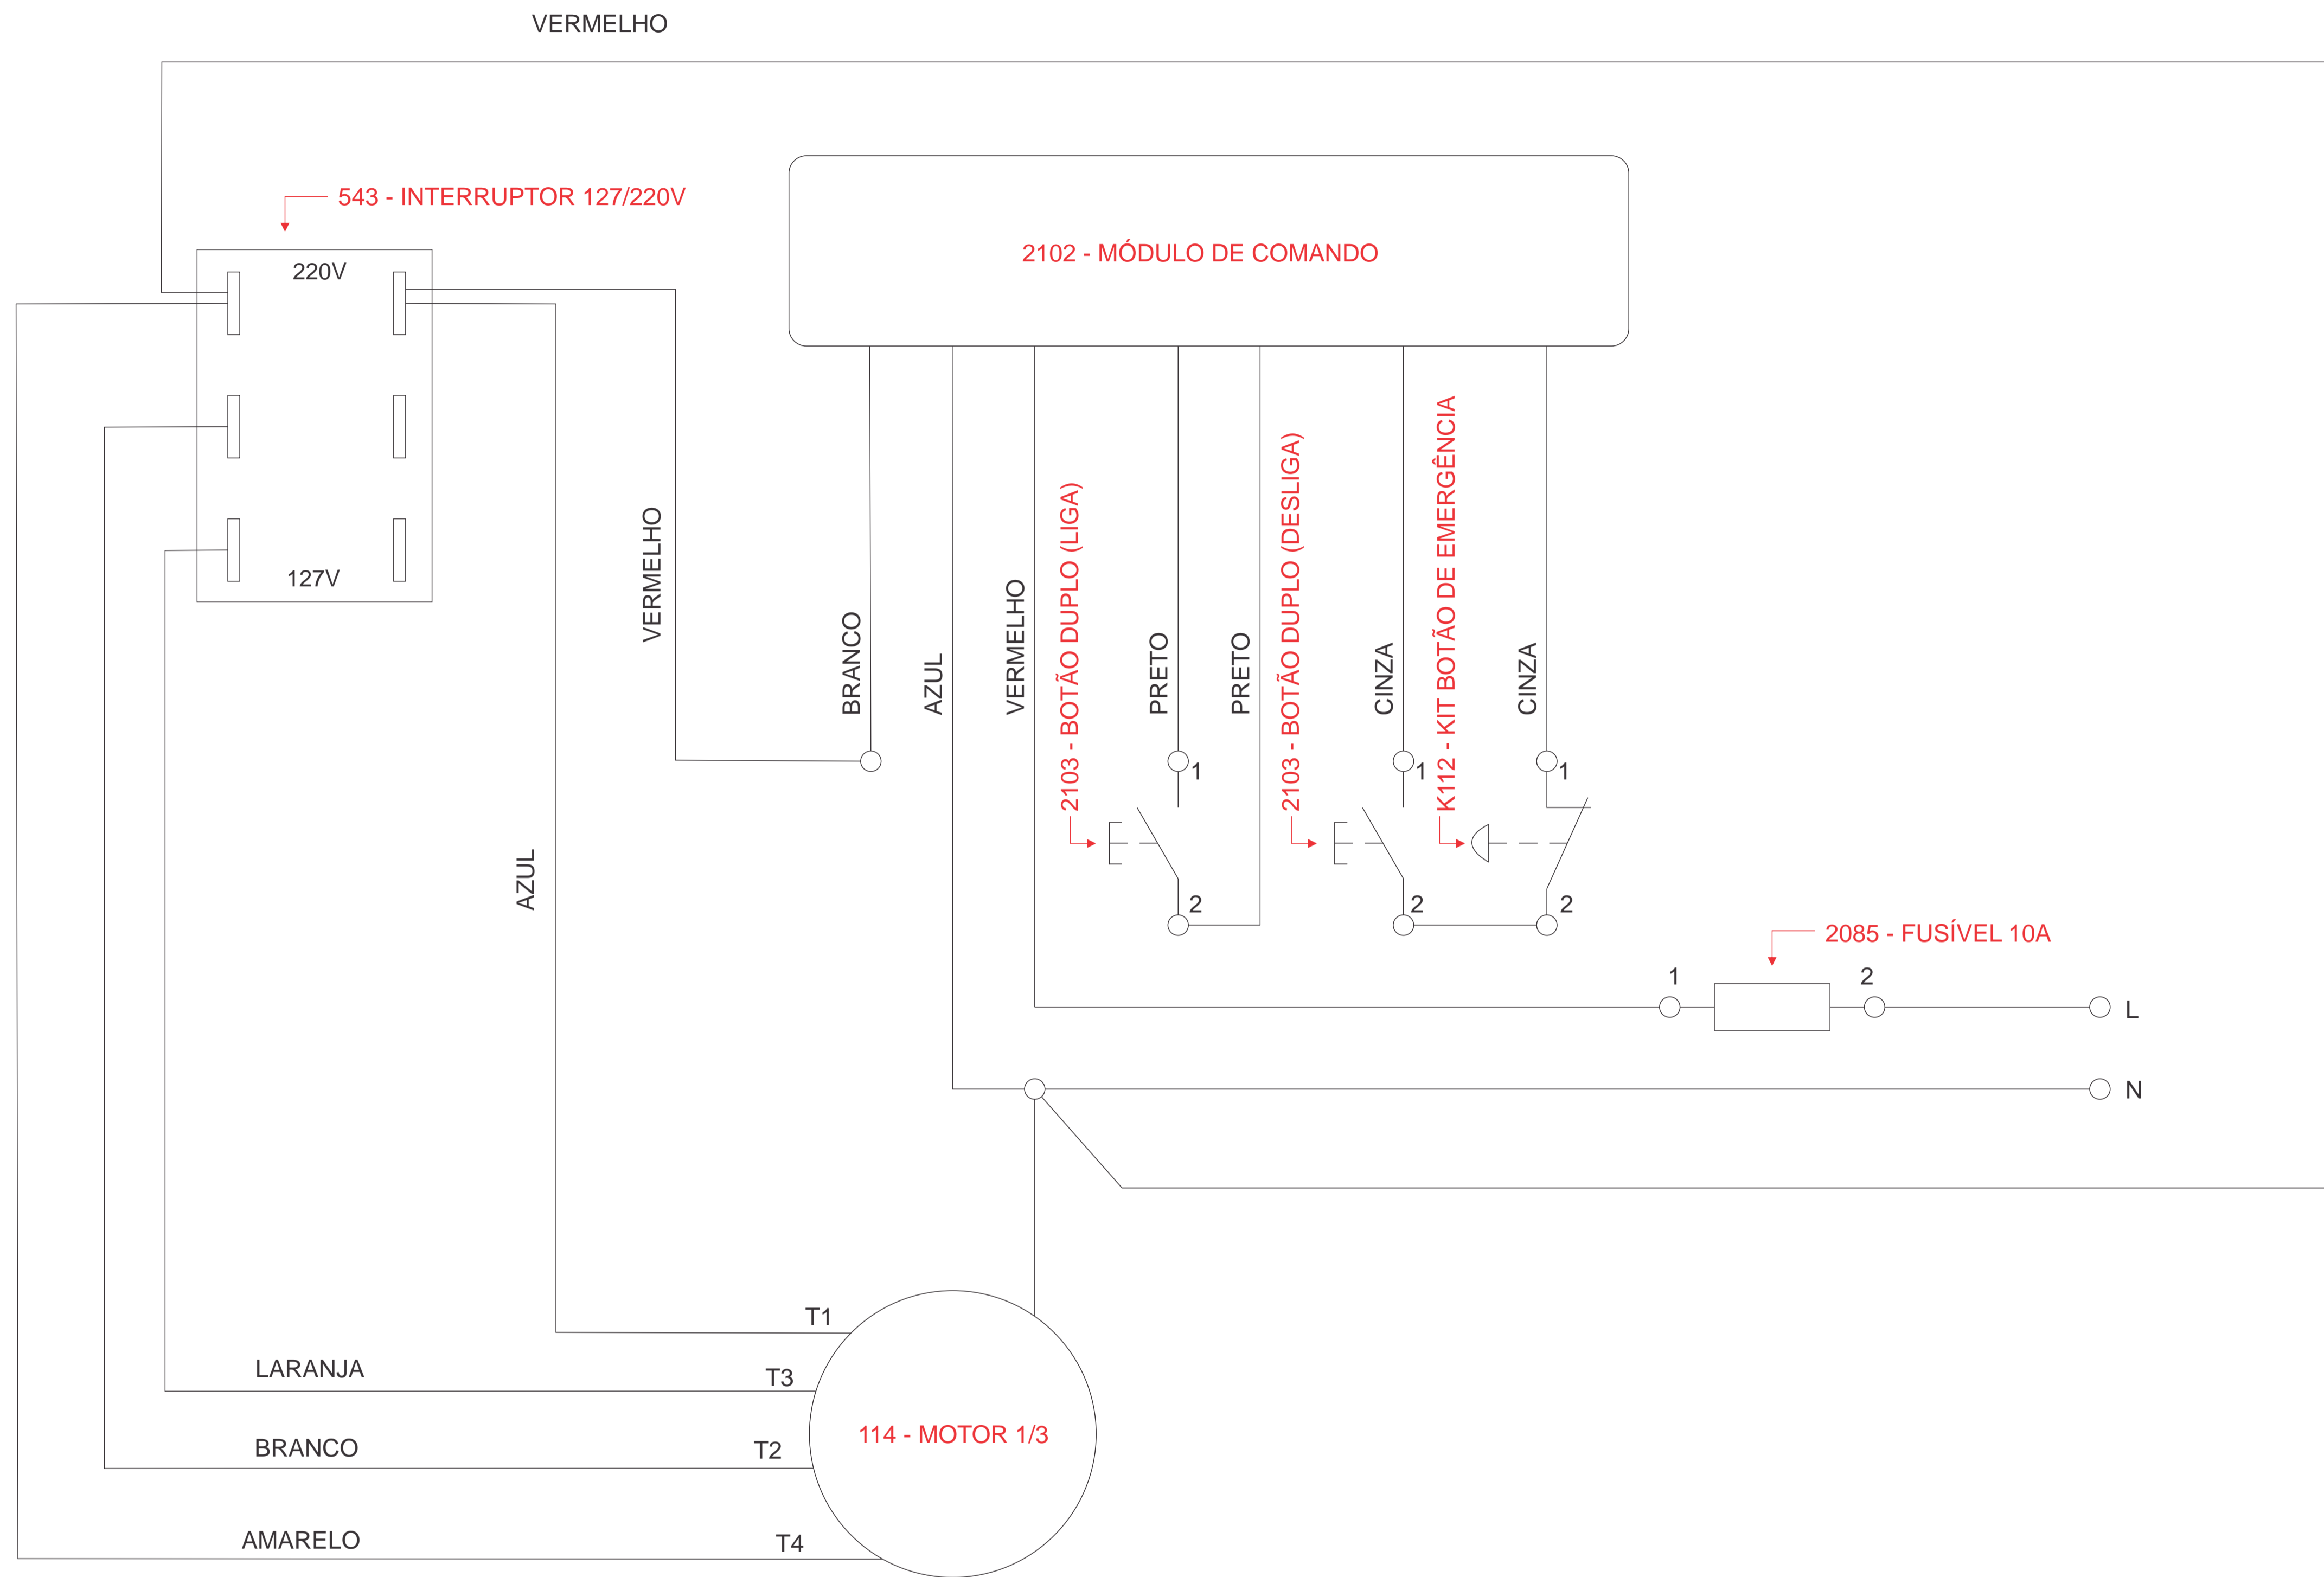 VERMELHO
543 - INTERRUPTOR 127/220V
220V
127V
2102 - MÓDULO DE COMANDO
VERMELHO
AZUL
BRANCO
AZUL
VERMELHO
2103 - BOTÃO DUPLO (LIGA)
PRETO
PRETO
2103 - BOTÃO DUPLO (DESLIGA)
CINZA
K112 - KIT BOTÃO DE EMERGÊNCIA
CINZA
1
1
1
2
2
2
2085 - FUSÍVEL 10A
1
2
L
N
T1
LARANJA
T3
114 - MOTOR 1/3
BRANCO
T2
AMARELO
T4